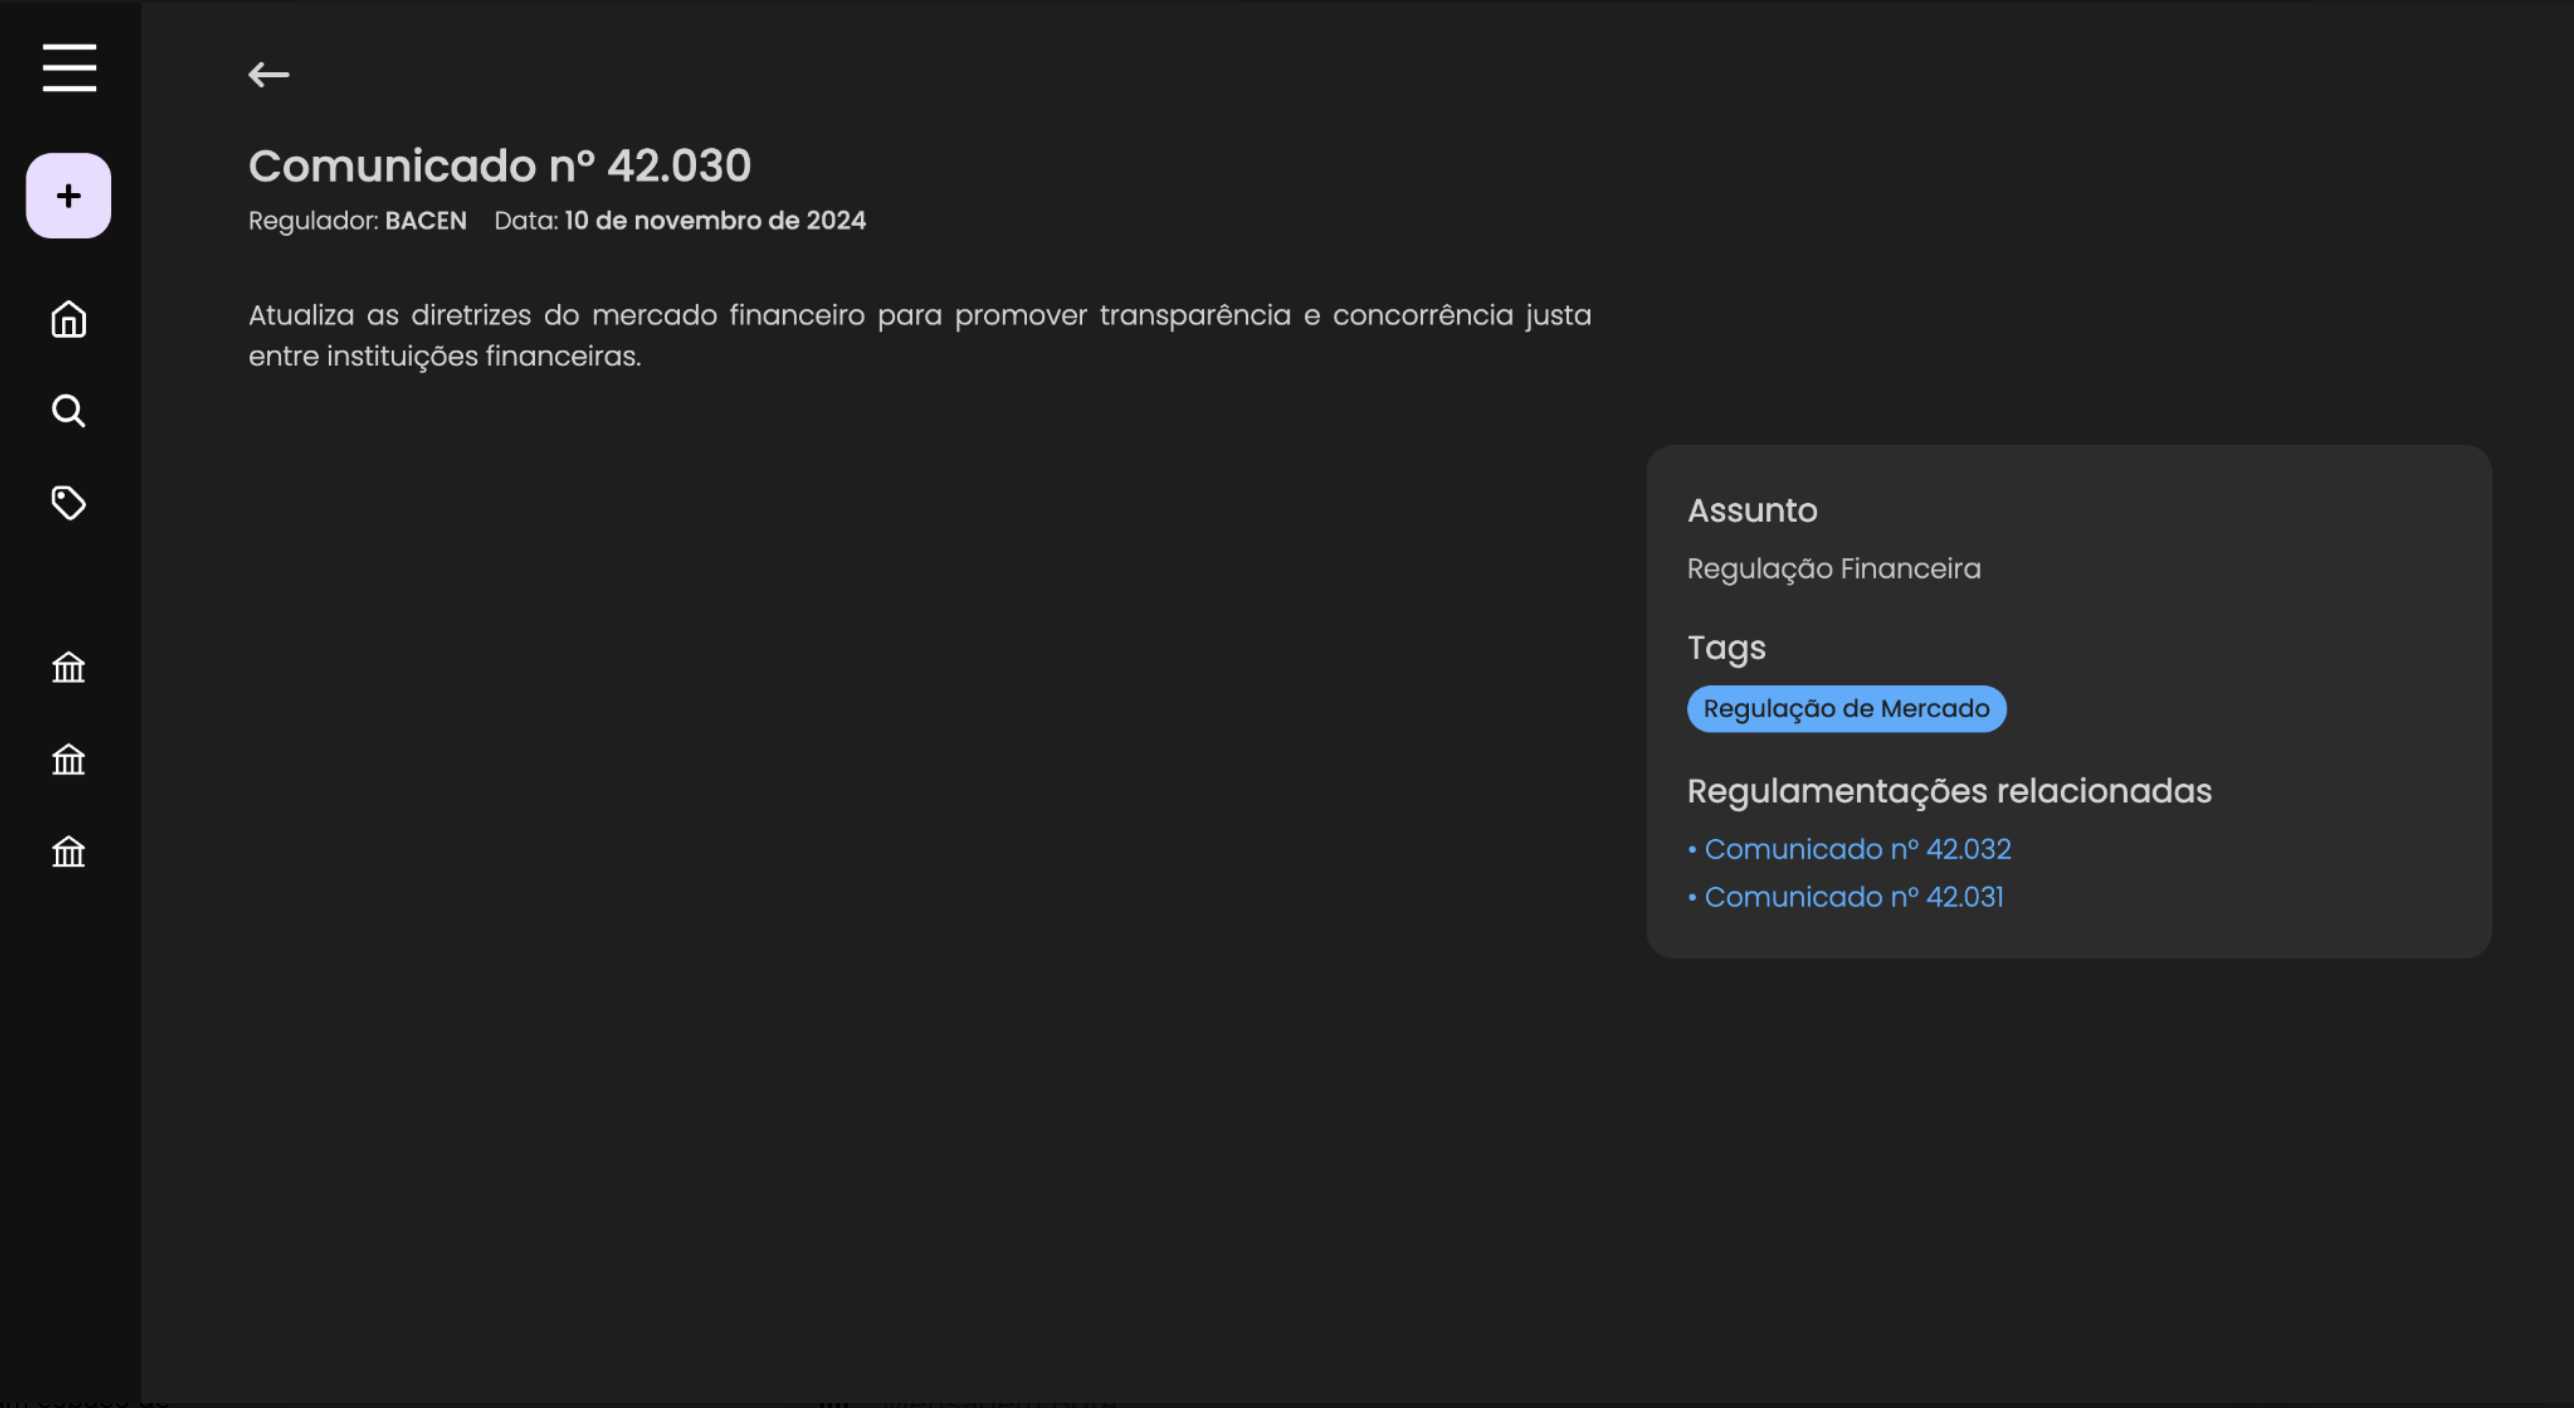 Comunicado nº 42.030
Regulador: BACEN Data: 10 de novembro de 2024
Atualiza as diretrizes do mercado financeiro para promover transparência e concorrência justa
entre instituições financeiras.
Assunto
Regulação Financeira
Tags
Regulação de Mercado
Regulamentações relacionadas
• Comunicado nº 42.032
• Comunicado nº 42.031